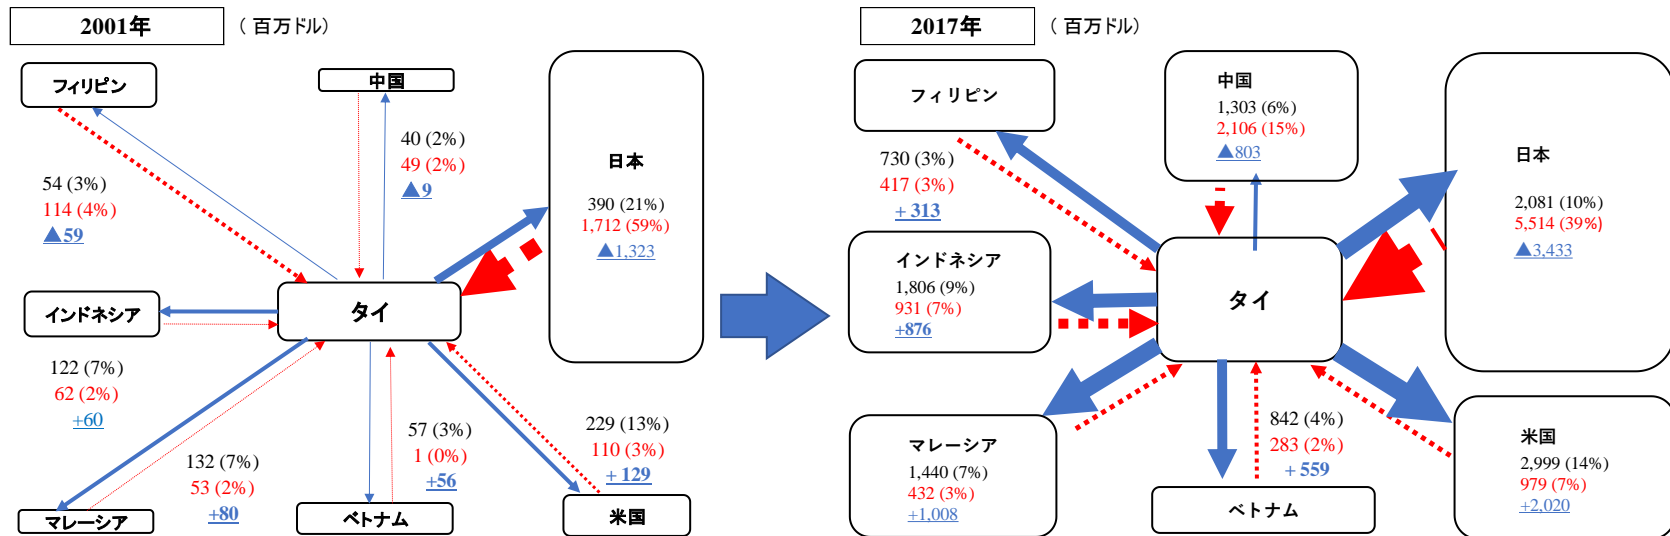 2001年
（百万ドル）
フィリピン
54 (3%)
114 (4%)
▲59
中国
40 (2%)
49 (2%)
▲9
日本
390 (21%)
1,712 (59%)
▲1,323
インドネシア
122 (7%)
62 (2%)
+60
タイ
マレーシア
132 (7%)
53 (2%)
+80
ベトナム
57 (3%)
1 (0%)
+56
米国
229 (13%)
110 (3%)
+129
2017年
（百万ドル）
フィリピン
730 (3%)
417 (3%)
+313
中国
1,303 (6%)
2,106 (15%)
▲803
日本
2,081 (10%)
5,514 (39%)
▲3,433
インドネシア
1,806 (9%)
931 (7%)
+876
タイ
マレーシア
1,440 (7%)
432 (3%)
+1,008
ベトナム
842 (4%)
283 (2%)
+559
米国
2,999 (14%)
979 (7%)
+2,020